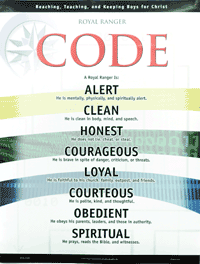 Reaching, Teaching, and Keeping Boys for Christ
ROYAL RANGER
CODE
A Royal Ranger is:
ALERT
He is mentally, physically, and spiritually alert.
CLEAN
He is clean in body, mind, and speech.
HONEST
He does not lie, cheat, or steal.
COURAGEOUS
He is brave in spite of danger, criticism, or threats.
LOYAL
He is faithful to his church, family, outpost, and friends.
COURTEOUS
He is polite, kind, and thoughtful.
OBEDIENT
He obeys his parents, leaders, and those in authority.
SPIRITUAL
He prays, reads the Bible, and witnesses.